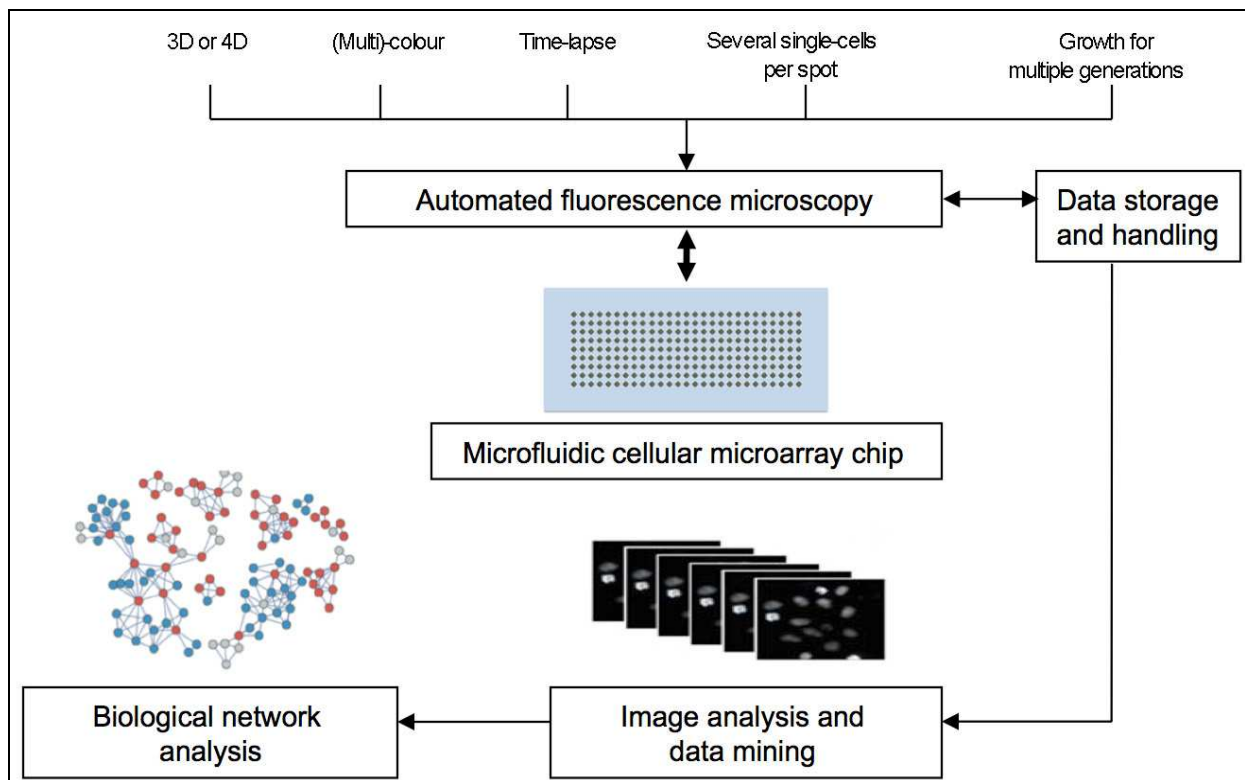 3D or 4D
(Multi)-colour
Time-lapse
Several single-cells
per spot
Growth for
multiple generations
Automated fluorescence microscopy
Data storage
and handling
Microfluidic cellular microarray chip
Biological network
analysis
Image analysis and
data mining